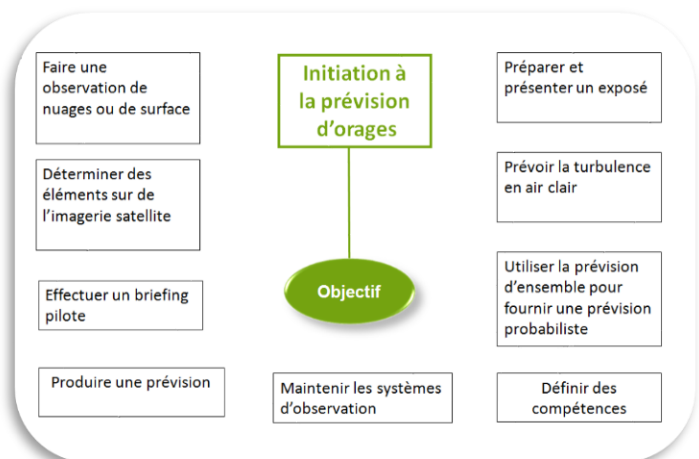 Faire une
observation de
nuages ou de surface
Déterminer des
éléments sur de
l'imagerie satellite
Effectuer un briefing
pilote
Produire une prévision
Initiation à
la prévision
d'orages
Objectif
Maintenir les systèmes
d'observation
Préparer et
présenter un exposé
Prévoir la turbulence
en air clair
Utiliser la prévision
d'ensemble pour
fournir une prévision
probabiliste
Définir des
compétences